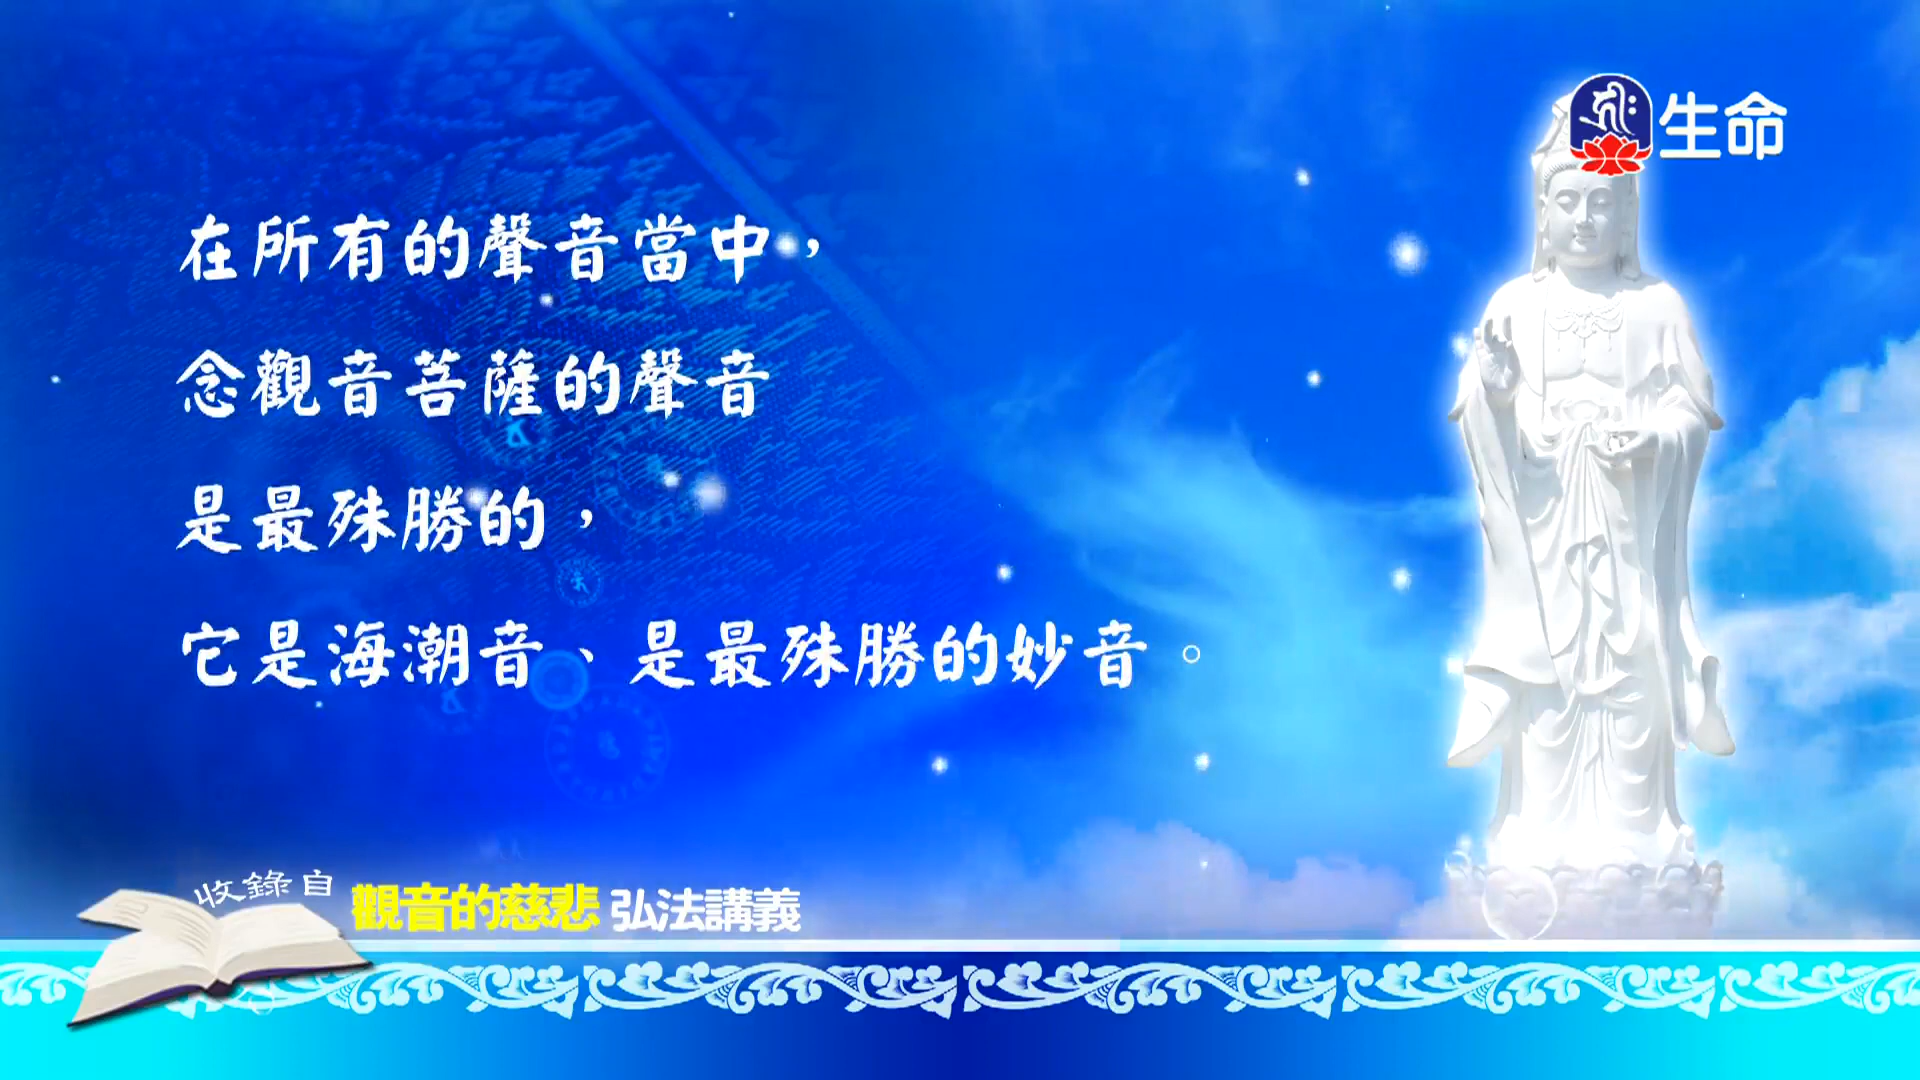 生命
在所有的聲音當中，
念觀音菩薩的聲音
是最殊勝的，
它是海潮音、是最殊勝的妙音。
收錄自 觀音的慈悲 弘法講義